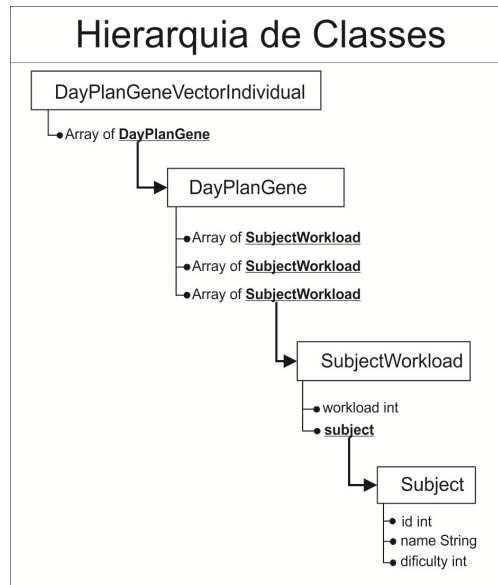 Hierarquia de Classes
DayPlanGeneVectorIndividual
Array of DayPlanGene
DayPlanGene
Array of SubjectWorkload
Array of SubjectWorkload
Array of SubjectWorkload
SubjectWorkload
workload int
subject
Subject
id int
name String
dificulty int